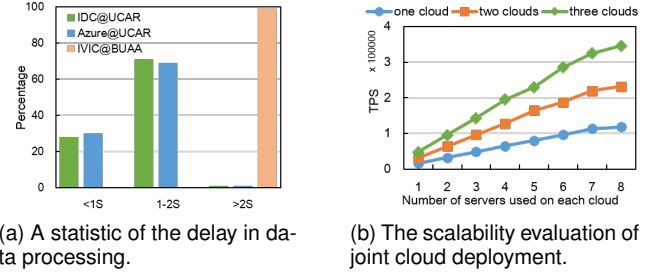 100
80
60
40
20
0
Percentage
IDC@UCAR
Azure@UCAR
IVIC@BUAA
<1S
1-2S
>2S
(a) A statistic of the delay in da-
ta processing.
one cloud two clouds three clouds
x 100000
TPS
4
3
2
1
0
1 2 3 4 5 6 7 8
Number of servers used on each cloud
(b) The scalability evaluation of
joint cloud deployment.